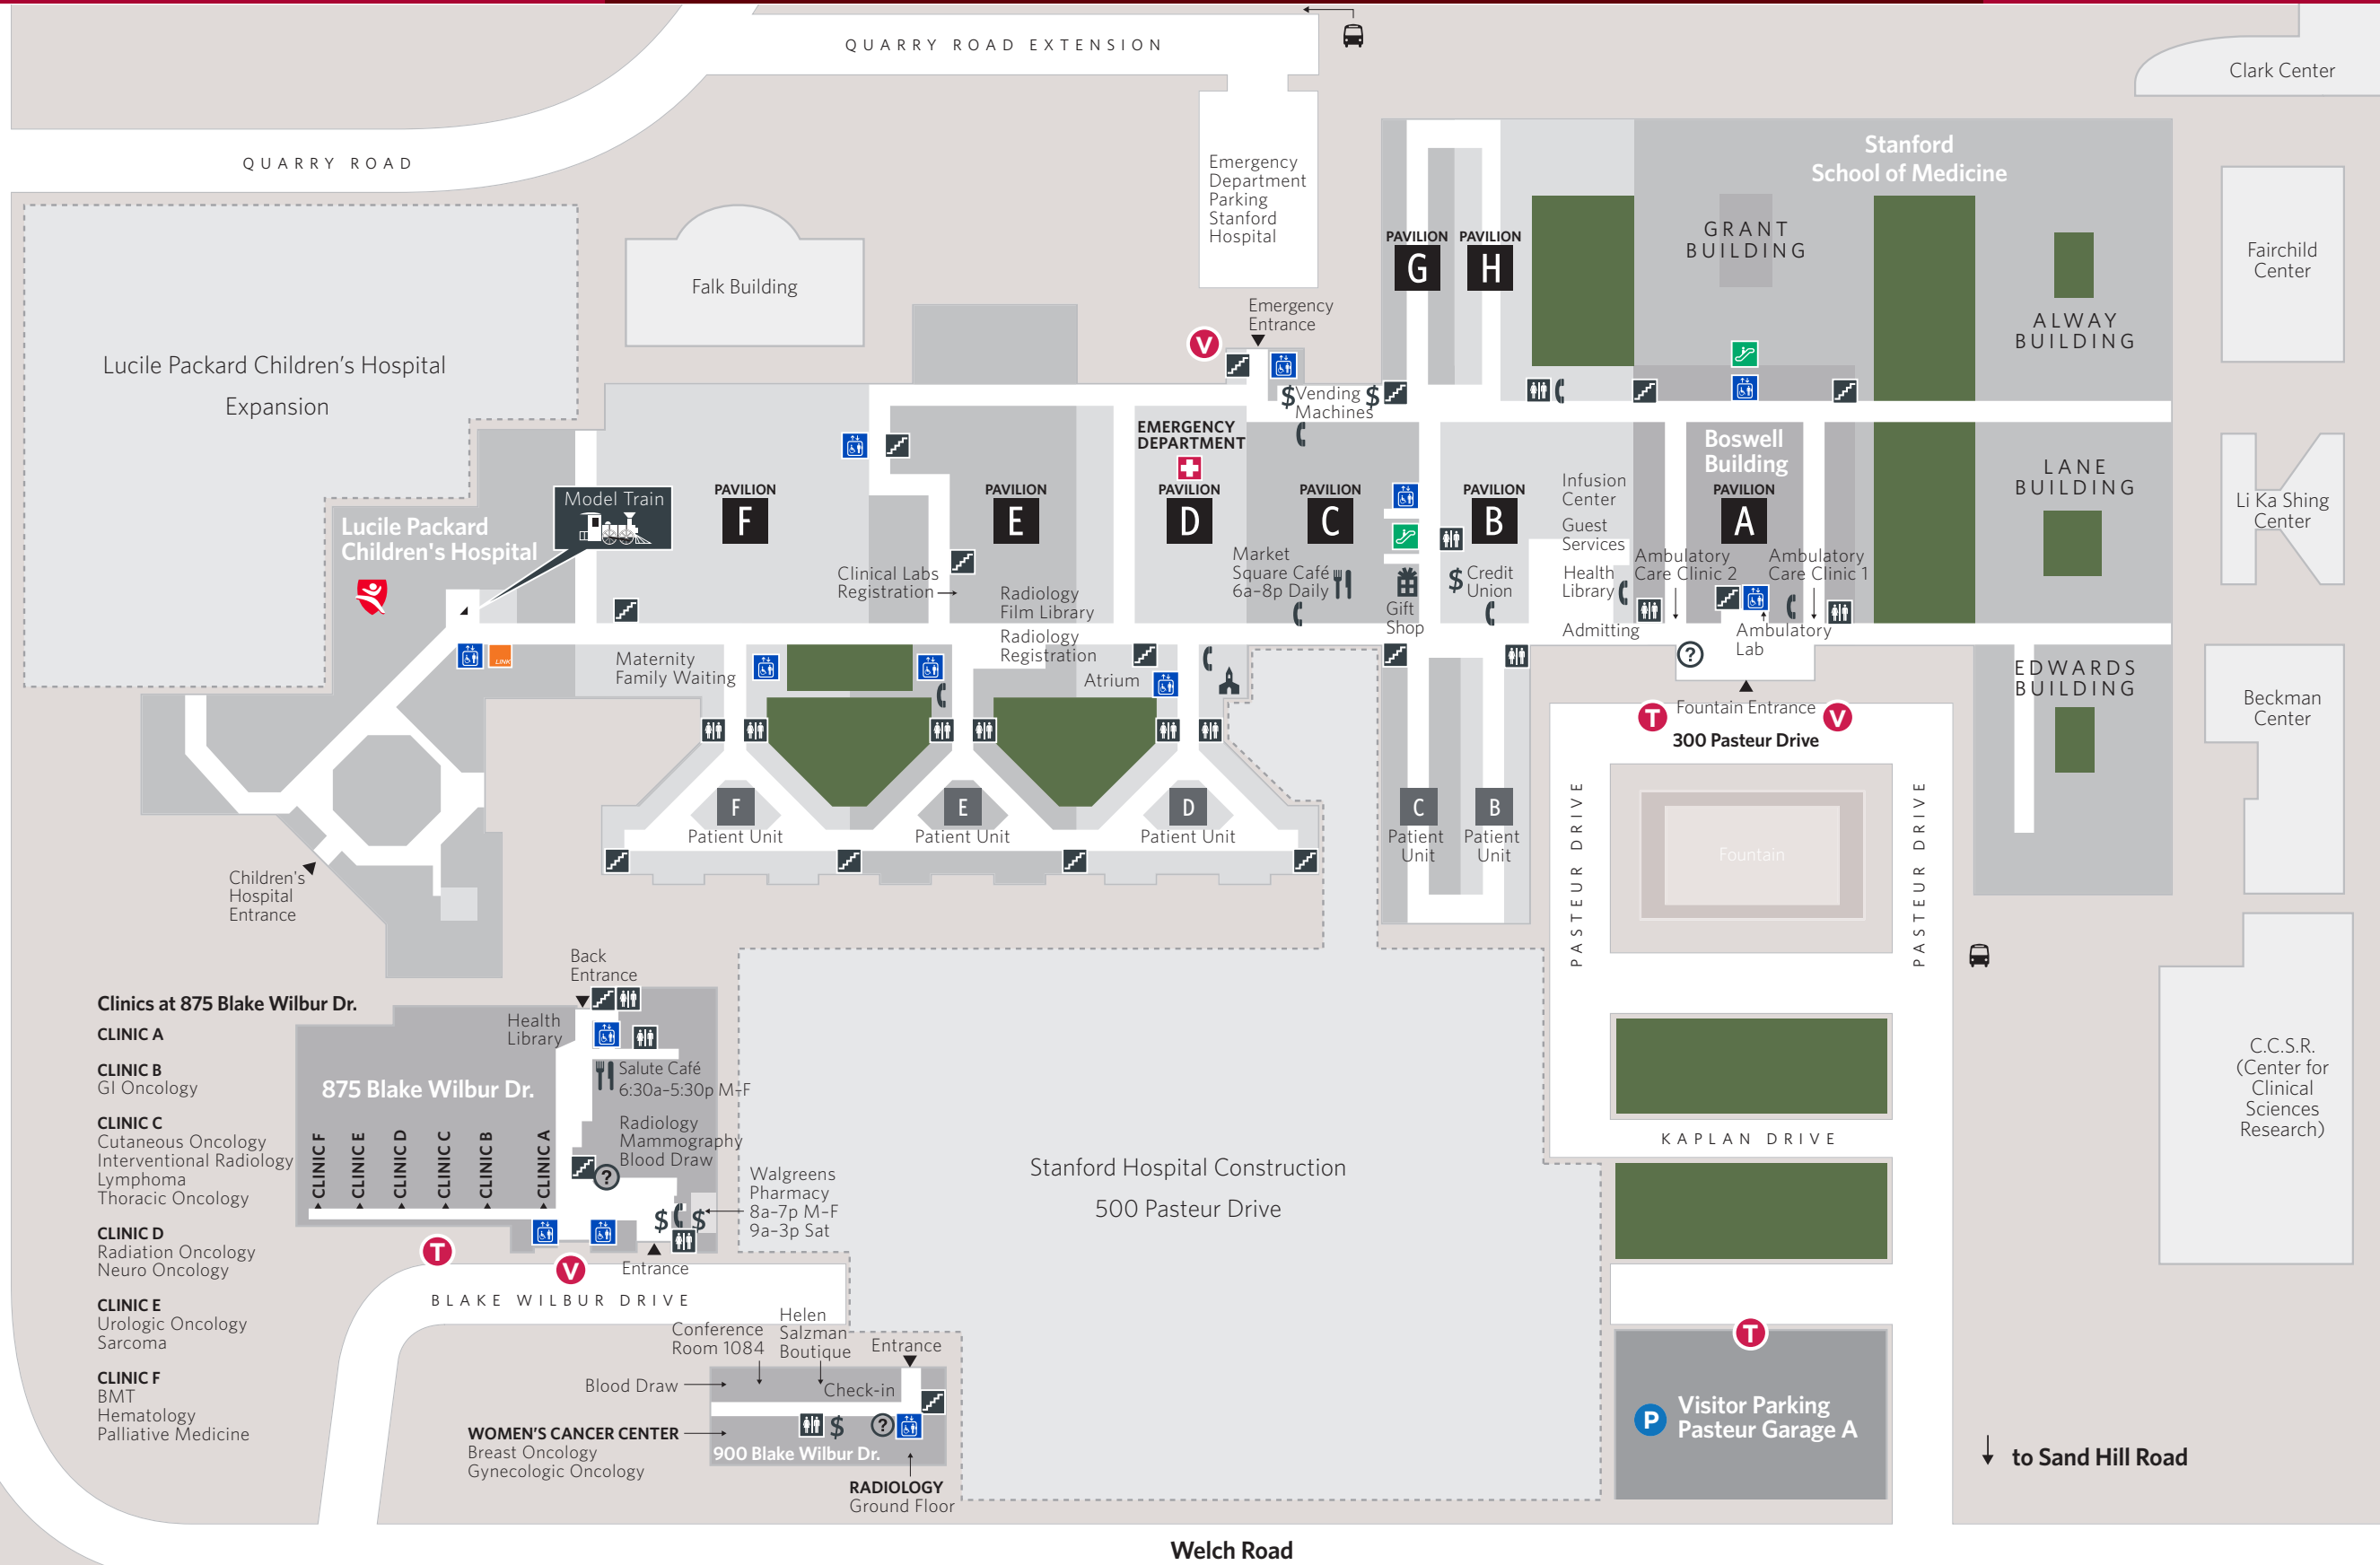 QUARRY ROAD EXTENSION
QUARRY ROAD
Clark Center
Emergency
Department
Parking
Stanford
Hospital
Stanford
School of Medicine
GRANT
BUILDING
ALWAY
BUILDING
Fairchild
Center
PAVILION
G
PAVILION
H
Falk Building
Emergency
Entrance
V
Lucile Packard Children's Hospital
Expansion
$ Vending $
Machines
EMERGENCY
DEPARTMENT
Boswell
Building
LANE
BUILDING
Li Ka Shing
Center
Model Train
Lucile Packard
Children's Hospital
PAVILION
F
PAVILION
E
PAVILION
D
PAVILION
C
PAVILION
B
PAVILION
A
Infusion
Center
Guest
Services
Health
Library
Admitting
Ambulatory
Care Clinic 2
Ambulatory
Care Clinic 1
Ambulatory
Lab
Clinical Labs
Registration
Radiology
Film Library
Radiology
Registration
Atrium
Market
Square Café
6a–8p Daily
Gift
Shop
$ Credit
Union
LINK
Maternity
Family Waiting
?
EDWARDS
BUILDING
Beckman
Center
T
Fountain Entrance
V
300 Pasteur Drive
F
Patient Unit
E
Patient Unit
D
Patient Unit
C
Patient
Unit
B
Patient
Unit
PASTEUR DRIVE
Fountain
PASTEUR DRIVE
Children's
Hospital
Entrance
Back
Entrance
Clinics at 875 Blake Wilbur Dr.
CLINIC A
CLINIC B
GI Oncology
CLINIC C
Cutaneous Oncology
Interventional Radiology
Lymphoma
Thoracic Oncology
CLINIC D
Radiation Oncology
Neuro Oncology
CLINIC E
Urologic Oncology
Sarcoma
CLINIC F
BMT
Hematology
Palliative Medicine
Health
Library
875 Blake Wilbur Dr.
Salute Café
6:30a–5:30p M–F
Radiology
Mammography
Blood Draw
CLINIC F
CLINIC E
CLINIC D
CLINIC C
CLINIC B
CLINIC A
?
$ $
Walgreens
Pharmacy
8a–7p M–F
9a–3p Sat
T
V
Entrance
BLAKE WILBUR DRIVE
Stanford Hospital Construction
500 Pasteur Drive
C.C.S.R.
(Center for
Clinical
Sciences
Research)
KAPLAN DRIVE
Conference
Room 1084
Helen
Salzman
Boutique
Entrance
Blood Draw
Check-in
WOMEN'S CANCER CENTER
Breast Oncology
Gynecologic Oncology
$
?
900 Blake Wilbur Dr.
RADIOLOGY
Ground Floor
T
P
Visitor Parking
Pasteur Garage A
to Sand Hill Road
Welch Road